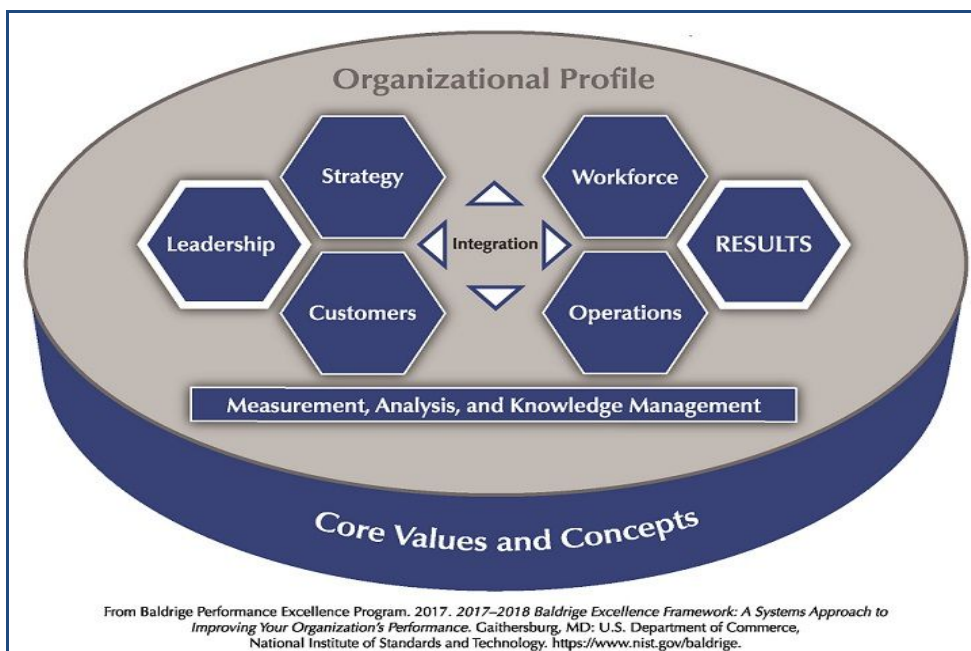 Organizational Profile
Strategy
Workforce
Leadership
Integration
RESULTS
Customers
Operations
Measurement, Analysis, and Knowledge Management
Core Values and Concepts
From Baldrige Performance Excellence Program. 2017. 2017–2018 Baldrige Excellence Framework: A Systems Approach to
Improving Your Organization's Performance. Gaithersburg, MD: U.S. Department of Commerce,
National Institute of Standards and Technology. https://www.nist.gov/baldrige.